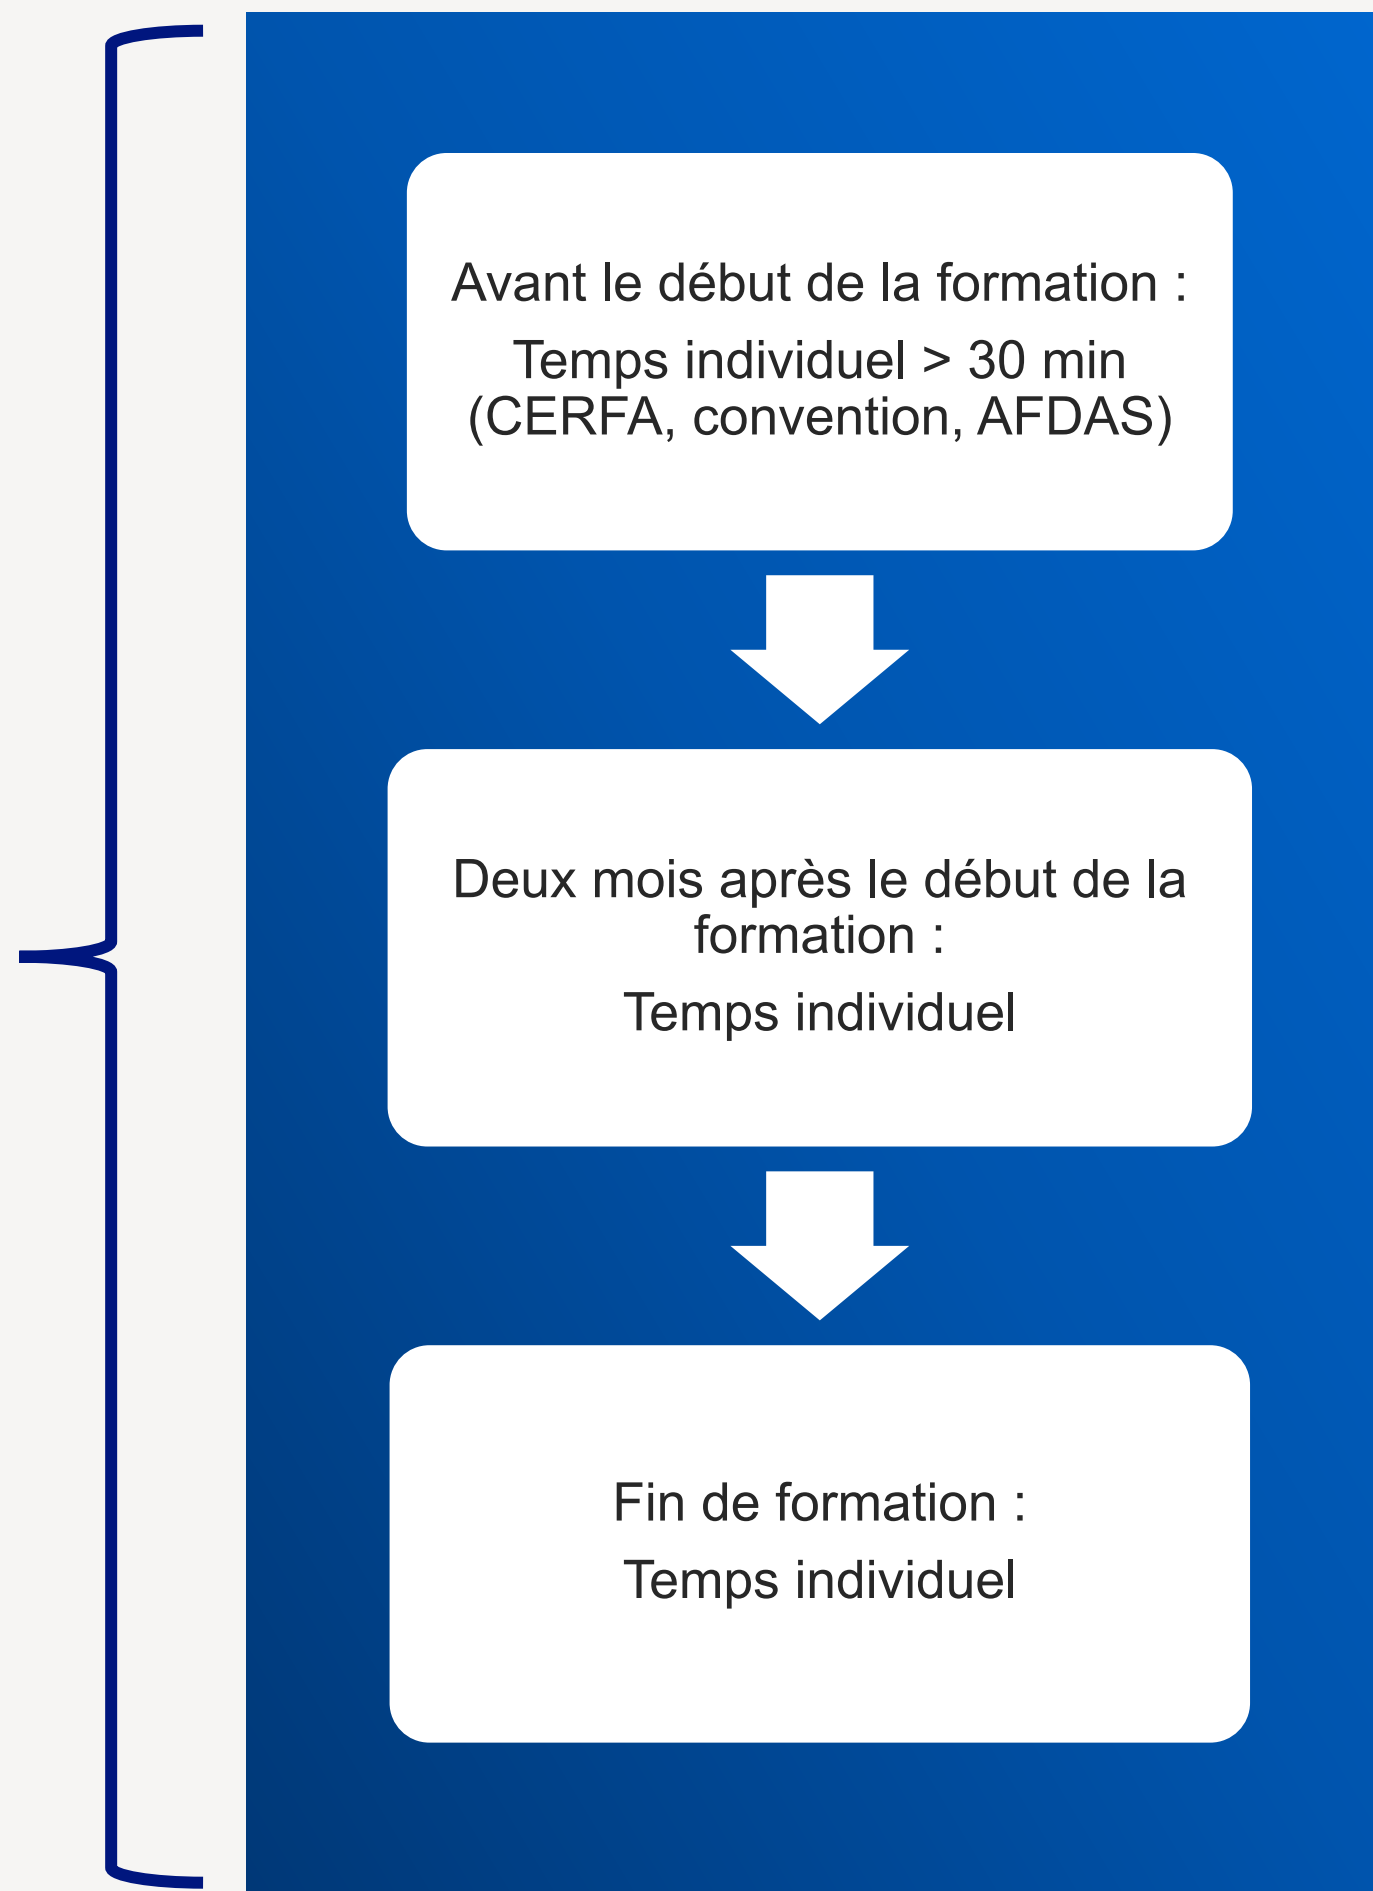 Avant le début de la formation :
Temps individuel > 30 min
(CERFA, convention, AFDAS)
Deux mois après le début de la
formation :
Temps individuel
Fin de formation :
Temps individuel